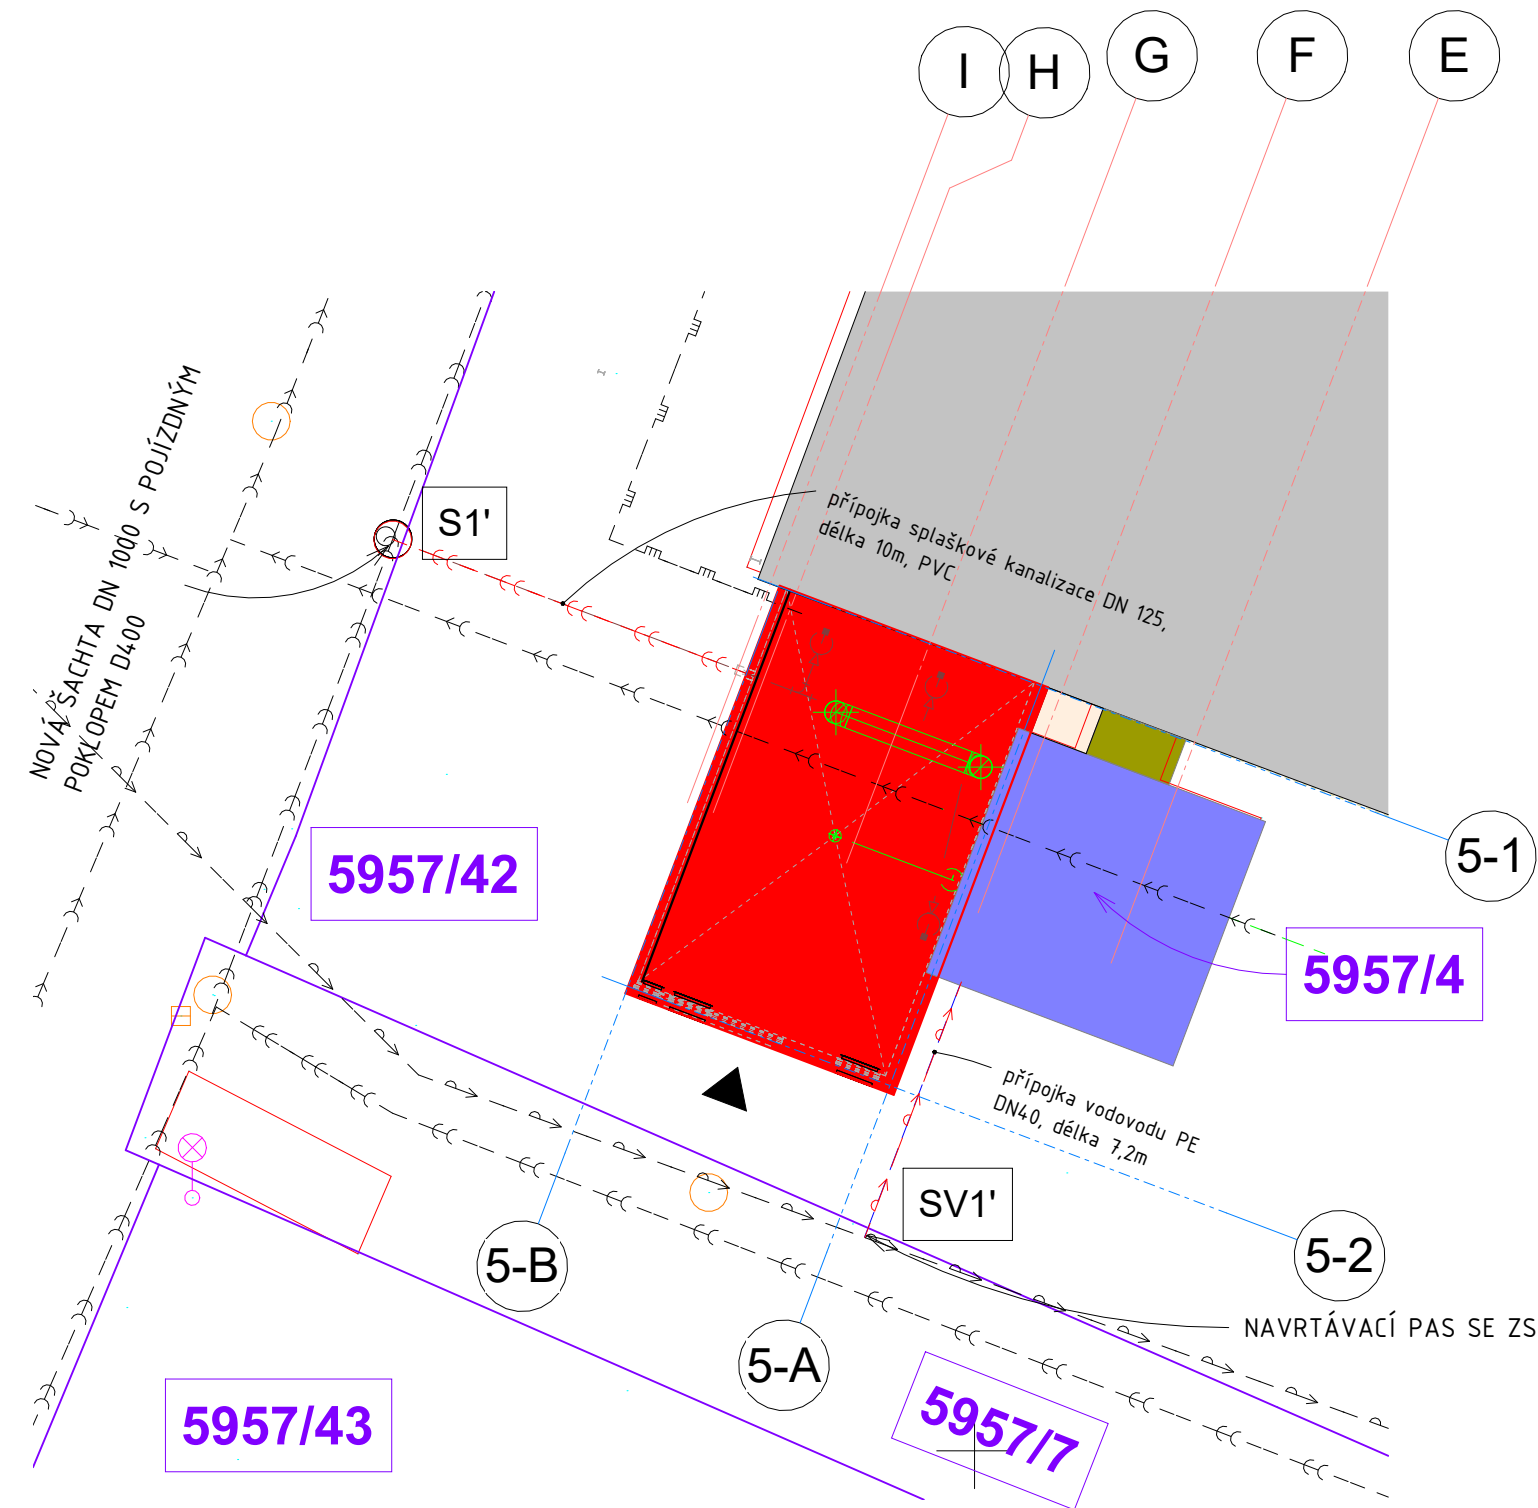 I
H
G
F
E
NOVÁ ŠACHTA DN 1000 S POJÍZDNÝM
POKLOPEM D400
S1'
přípojka splaškové kanalizace DN 125,
délka 10m, PVC
5957/42
5-1
5957/4
přípojka vodovodu PE
DN40, délka 7,2m
SV1'
5-B
5-2
NAVRTÁVACÍ PAS SE ZS
5-A
5957/43
5957/7